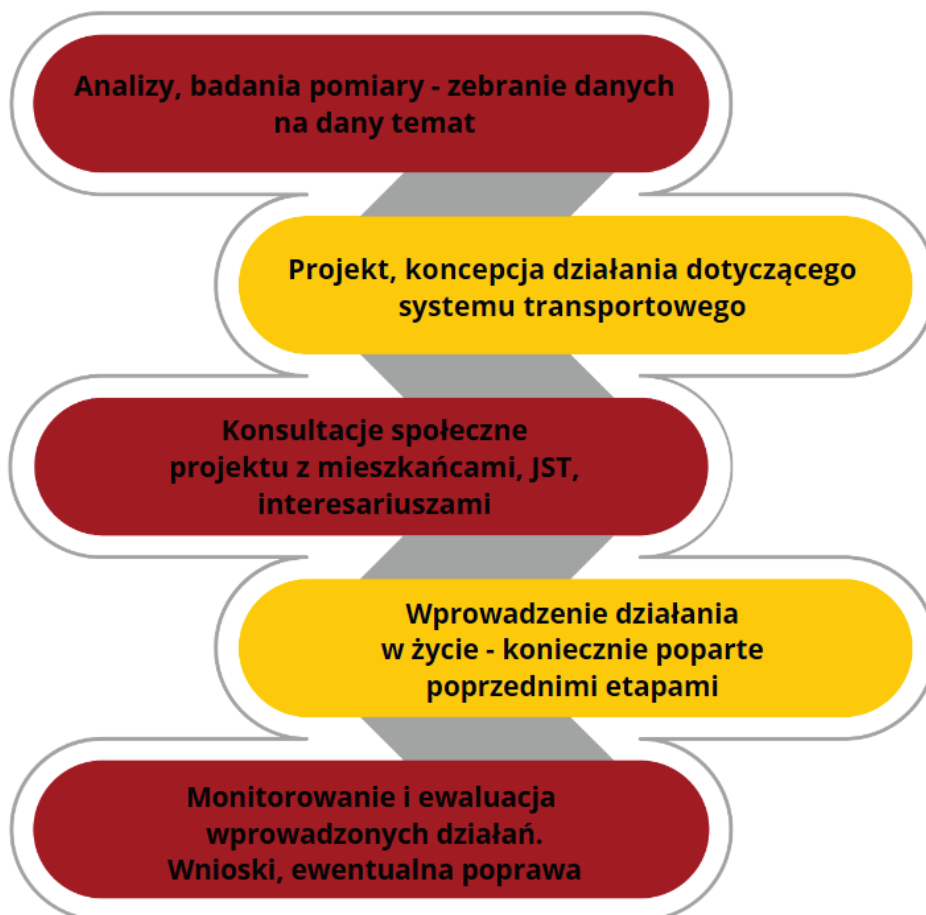 Analizy, badania pomiary - zebranie danych
na dany temat
Projekt, koncepcja działania dotyczącego
systemu transportowego
Konsultacje społeczne
projektu z mieszkańcami, JST,
interesariuszami
Wprowadzenie działania
w życie - koniecznie poparte
poprzednimi etapami
Monitorowanie i ewaluacja
wprowadzonych działań.
Wnioski, ewentualna poprawa